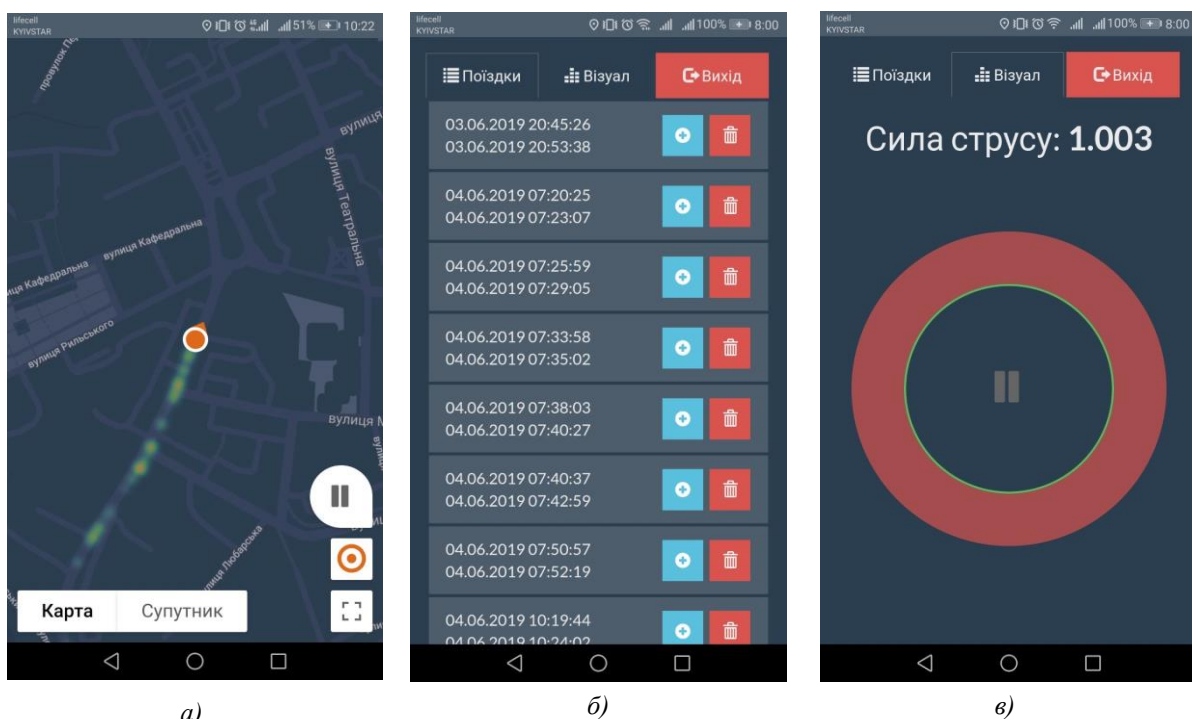 lifecell
KYIVSTAR
51% 10:22
провулок
вулиця
вулиця Театральна
вулиця Кафедральна
Кафедральна
вулиця Рильського
вулиця
вулиця Любарська
Карта Супутник
а)
lifecell
KYIVSTAR
100% 8:00
Поїздки Візуал Вихід
03.06.2019 20:45:26
03.06.2019 20:53:38
04.06.2019 07:20:25
04.06.2019 07:23:07
04.06.2019 07:25:59
04.06.2019 07:29:05
04.06.2019 07:33:58
04.06.2019 07:35:02
04.06.2019 07:38:03
04.06.2019 07:40:27
04.06.2019 07:40:37
04.06.2019 07:42:59
04.06.2019 07:50:57
04.06.2019 07:52:19
04.06.2019 10:19:44
04.06.2019 10:24:02
б)
lifecell
KYIVSTAR
100% 8:00
Поїздки Візуал Вихід
Сила струсу: 1.003
в)